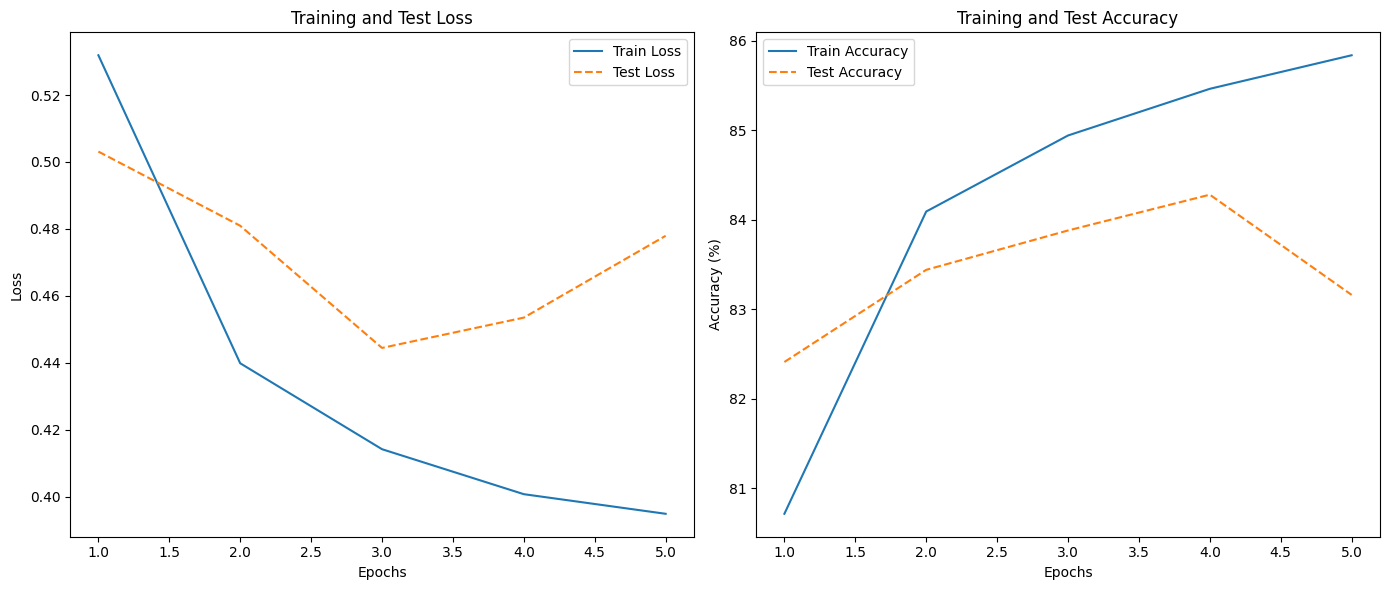 Training and Test Loss
Train Loss
Test Loss
0.52
0.50
0.48
0.46
0.44
0.42
0.40
Loss
1.0 1.5 2.0 2.5 3.0 3.5 4.0 4.5 5.0
Epochs
Training and Test Accuracy
Train Accuracy
Test Accuracy
86
85
84
83
82
81
Accuracy (%)
1.0 1.5 2.0 2.5 3.0 3.5 4.0 4.5 5.0
Epochs